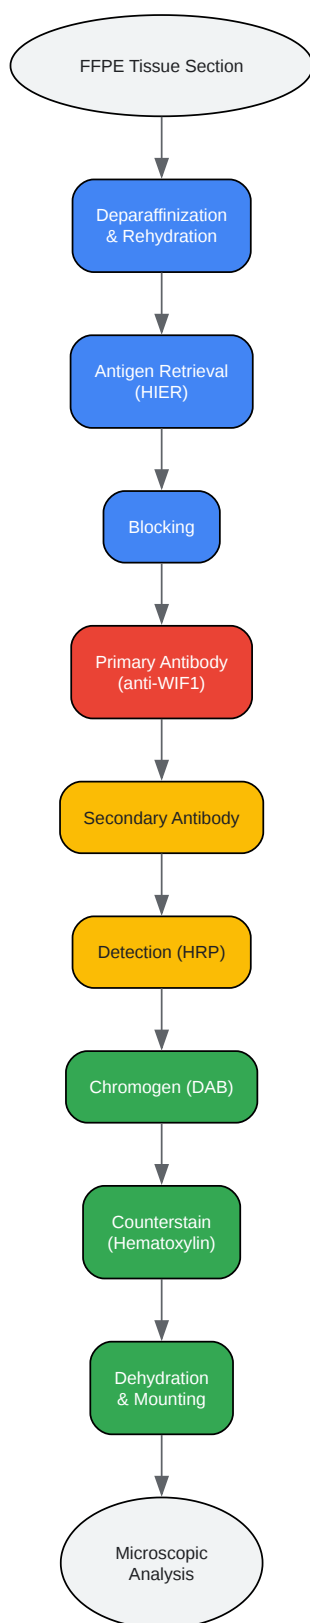 FFPE Tissue Section
Deparaffinization
& Rehydration
Antigen Retrieval
(HIER)
Blocking
Primary Antibody
(anti-WIF1)
Secondary Antibody
Detection (HRP)
Chromogen (DAB)
Counterstain
(Hematoxylin)
Dehydration
& Mounting
Microscopic
Analysis